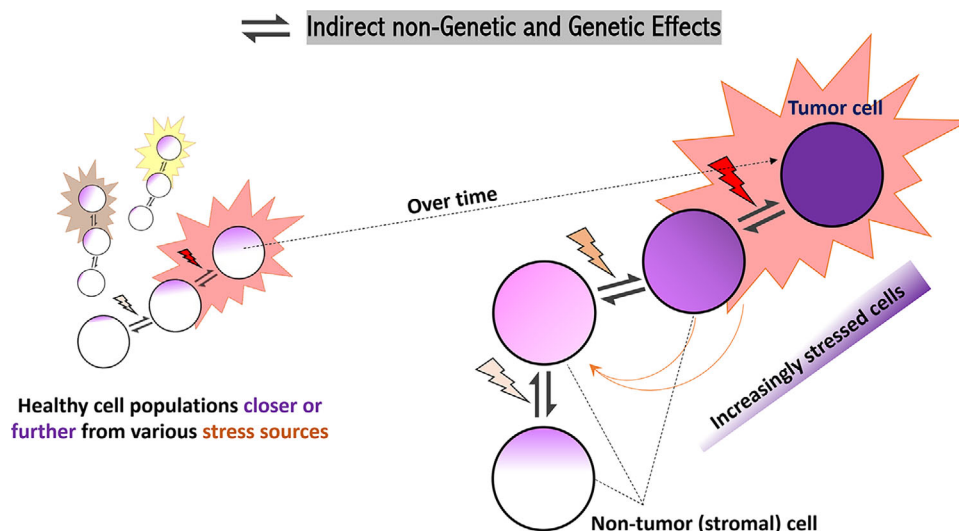 Indirect non-Genetic and Genetic Effects
Tumor cell
Over time
Increasingly stressed cells
Healthy cell populations closer or
further from various stress sources
Non-tumor (stromal) cell